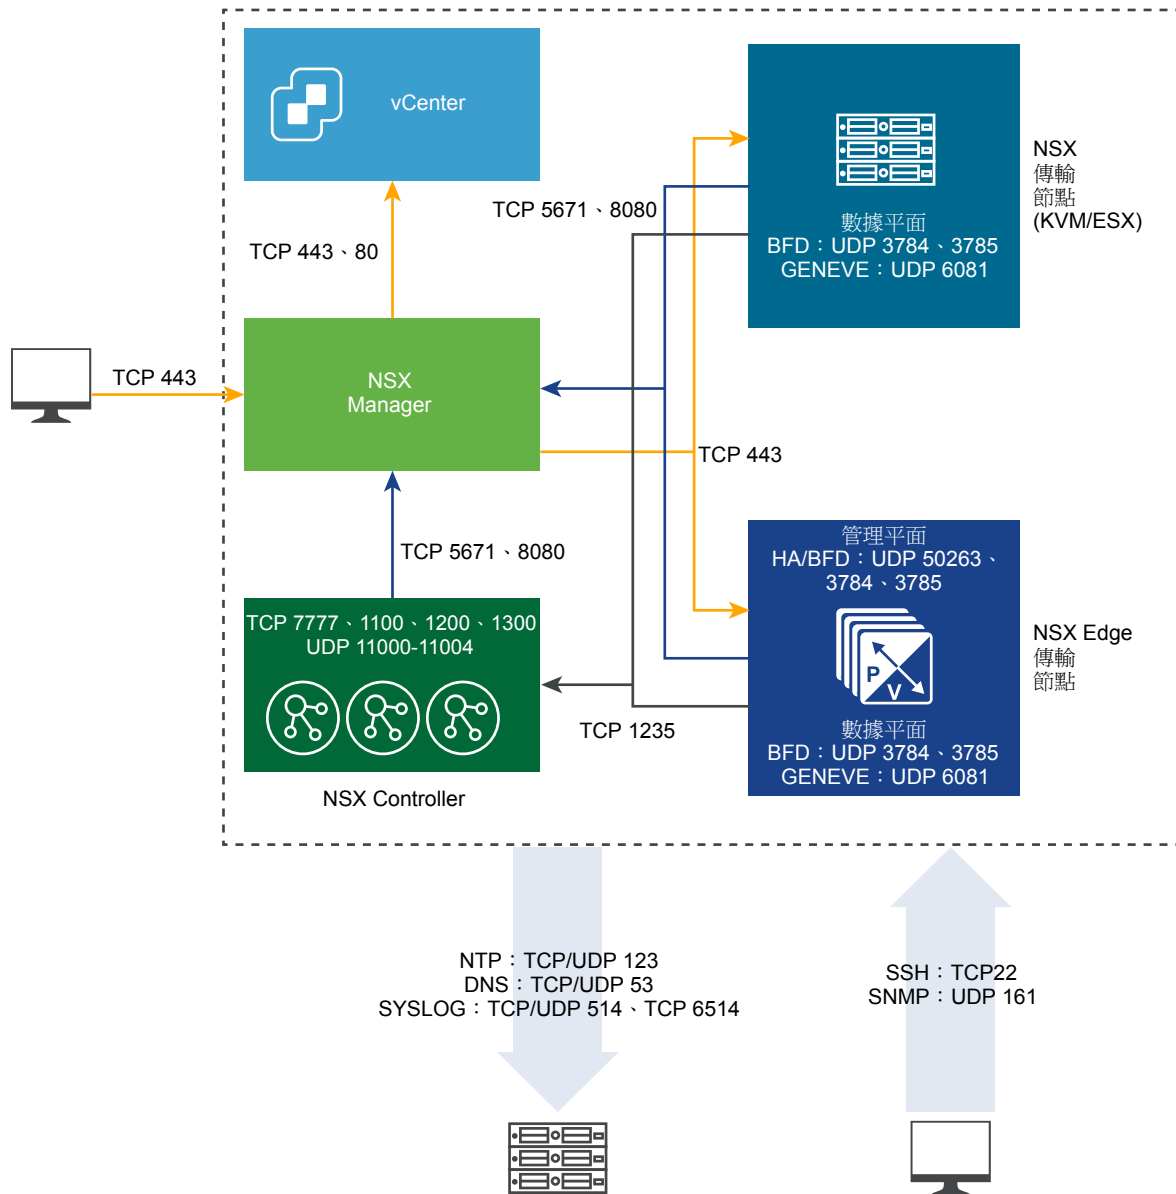 vCenter
TCP 443、80
TCP 443
NSX
Manager
TCP 5671、8080
TCP 7777、1100、1200、1300
UDP 11000-11004
NSX Controller
TCP 5671、8080
數據平面
BFD：UDP 3784、3785
GENEVE：UDP 6081
NSX
傳輸
節點
(KVM/ESX)
TCP 443
管理平面
HA/BFD：UDP 50263、
3784、3785
P
V
數據平面
BFD：UDP 3784、3785
GENEVE：UDP 6081
NSX Edge
傳輸
節點
TCP 1235
NTP：TCP/UDP 123
DNS：TCP/UDP 53
SYSLOG：TCP/UDP 514、TCP 6514
SSH：TCP22
SNMP：UDP 161